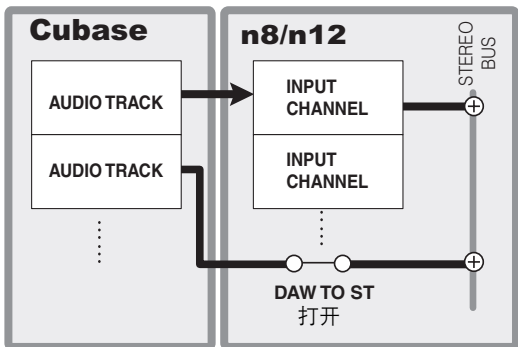 Cubase
AUDIO TRACK
AUDIO TRACK
n8/n12
INPUT
CHANNEL
INPUT
CHANNEL
STEREO
BUS
DAW TO ST
打开